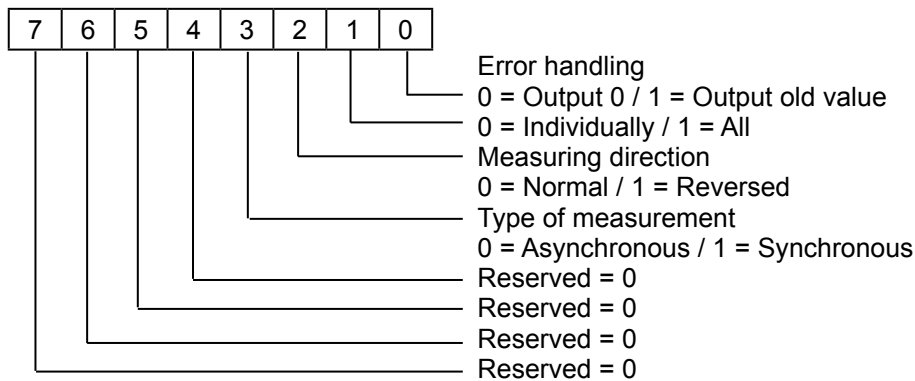 7 6 5 4 3 2 1 0
Error handling
0 = Output 0 / 1 = Output old value
0 = Individually / 1 = All
Measuring direction
0 = Normal / 1 = Reversed
Type of measurement
0 = Asynchronous / 1 = Synchronous
Reserved = 0
Reserved = 0
Reserved = 0
Reserved = 0